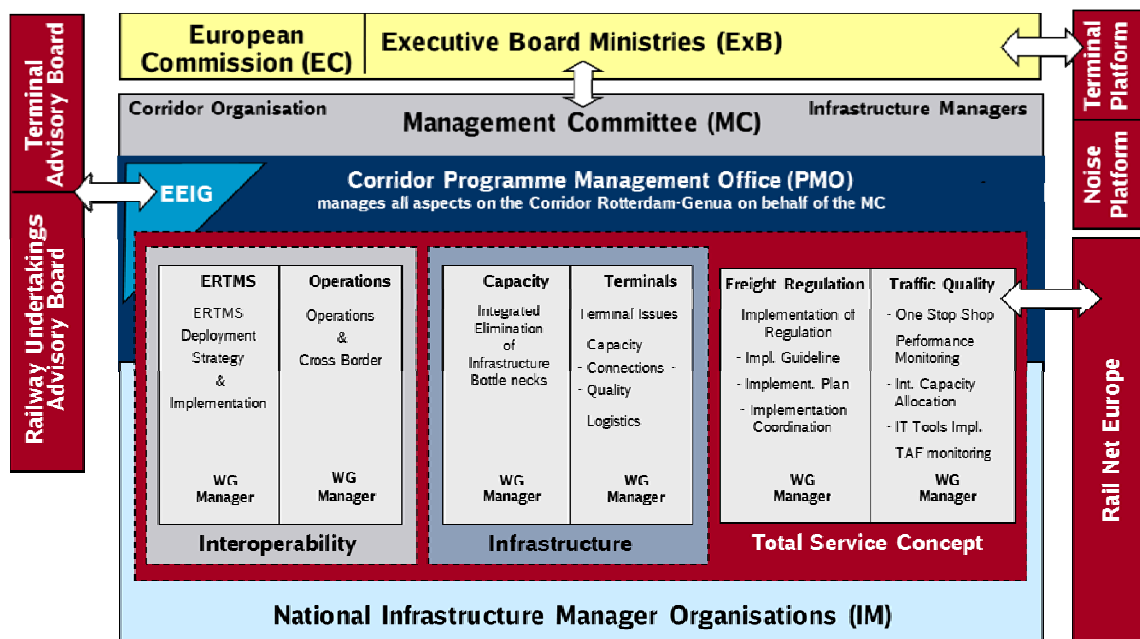 Terminal
Advisory Board
Railway Undertakings
Advisory Board
European
Commission (EC)
Executive Board Ministries (ExB)
Corridor Organisation
Infrastructure Managers
Management Committee (MC)
EEIG
Corridor Programme Management Office (PMO)
manages all aspects on the Corridor Rotterdam-Genua on behalf of the MC
ERTMS
ERTMS
Deployment
Strategy
&
Implementation
WG
Manager
Operations
Operations
&
Cross Border
WG
Manager
Interoperability
Capacity
Integrated
Elimination
of
Infrastructure
Bottle necks
WG
Manager
Terminals
Terminal Issues
Capacity
- Connections -
- Quality
Logistics
WG
Manager
Infrastructure
Freight Regulation
Implementation of
Regulation
- Impl. Guideline
- Implement. Plan
- Implementation
Coordination
WG
Manager
Traffic Quality
- One Stop Shop
Performance
Monitoring
- Int. Capacity
Allocation
- IT Tools Impl.
TAF monitoring
WG
Manager
Total Service Concept
National Infrastructure Manager Organisations (IM)
Terminal
Platform
Noise
Platform
Rail Net Europe